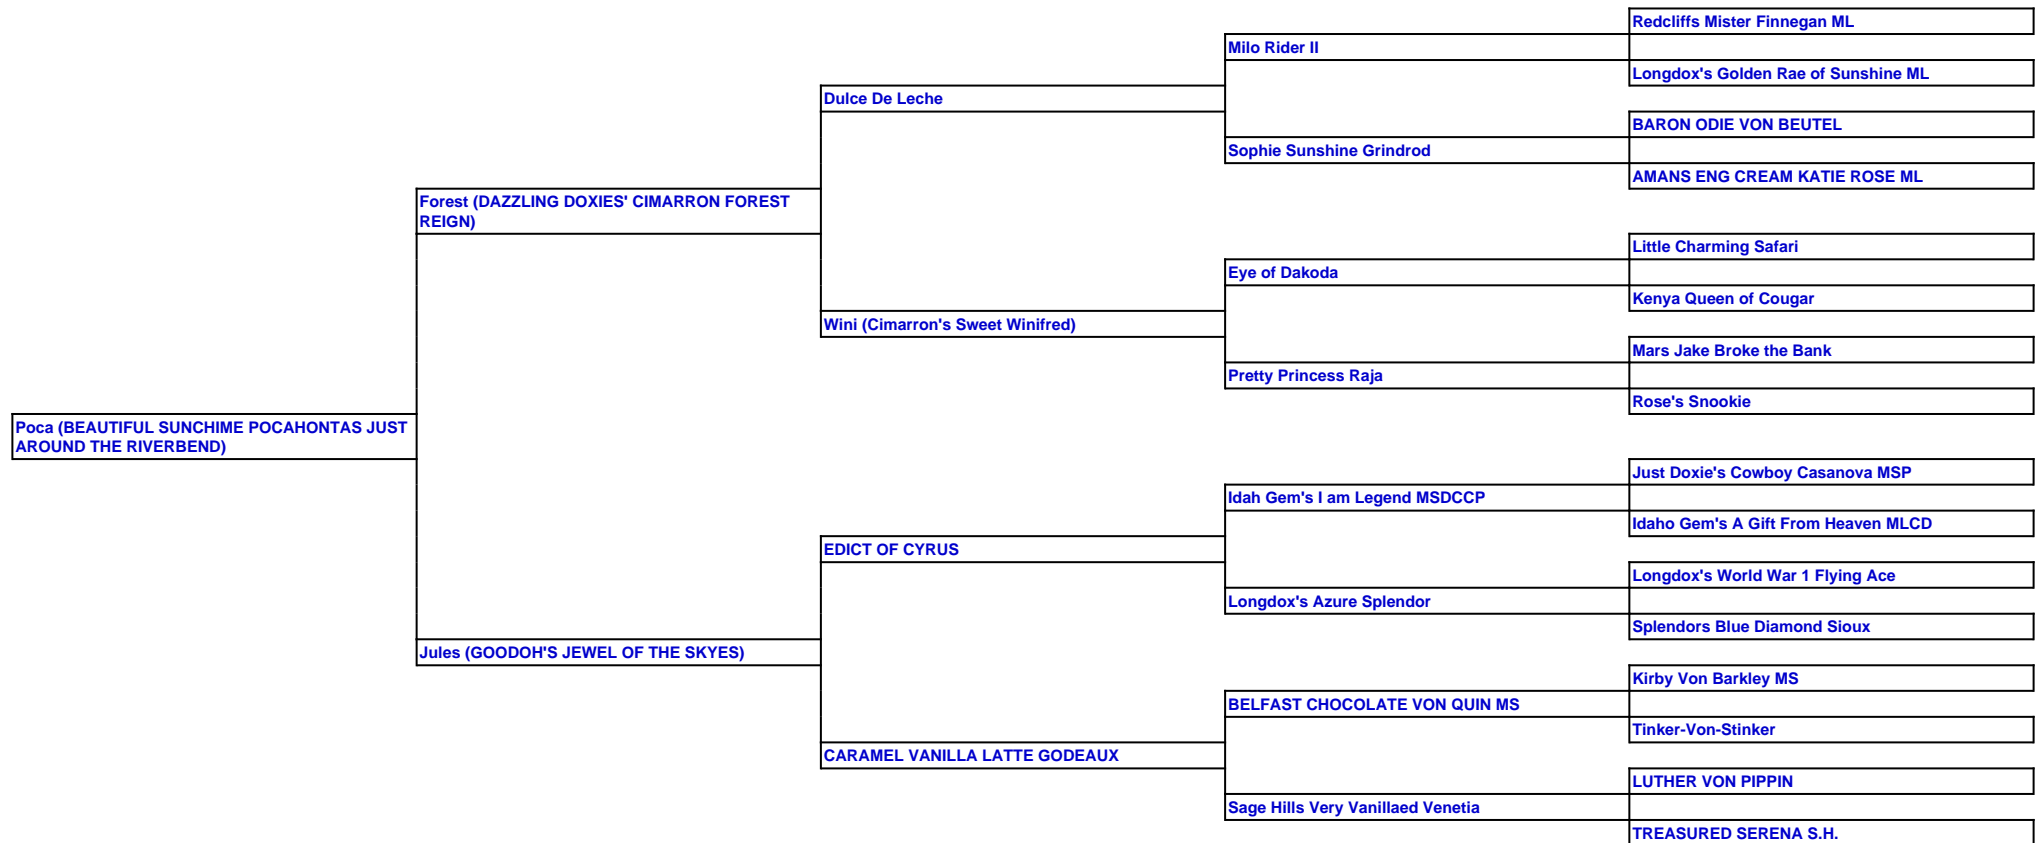 Redcliffs Mister Finnegan ML
Milo Rider II
Longdox's Golden Rae of Sunshine ML
Dulce De Leche
BARON ODIE VON BEUTEL
Sophie Sunshine Grindrod
AMANS ENG CREAM KATIE ROSE ML
Forest (DAZZLING DOXIES' CIMARRON FOREST
REIGN)
Little Charming Safari
Eye of Dakoda
Kenya Queen of Cougar
Wini (Cimarron's Sweet Winifred)
Mars Jake Broke the Bank
Pretty Princess Raja
Rose's Snookie
Poca (BEAUTIFUL SUNCHIME POCAHONTAS JUST
AROUND THE RIVERBEND)
Just Doxie's Cowboy Casanova MSP
Idah Gem's I am Legend MSDCCP
Idaho Gem's A Gift From Heaven MLCD
EDICT OF CYRUS
Longdox's World War 1 Flying Ace
Longdox's Azure Splendor
Splendors Blue Diamond Sioux
Jules (GOODOH'S JEWEL OF THE SKYES)
Kirby Von Barkley MS
BELFAST CHOCOLATE VON QUIN MS
Tinker-Von-Stinker
CARAMEL VANILLA LATTE GODEAUX
LUTHER VON PIPPIN
Sage Hills Very Vanillaed Venetia
TREASURED SERENA S.H.